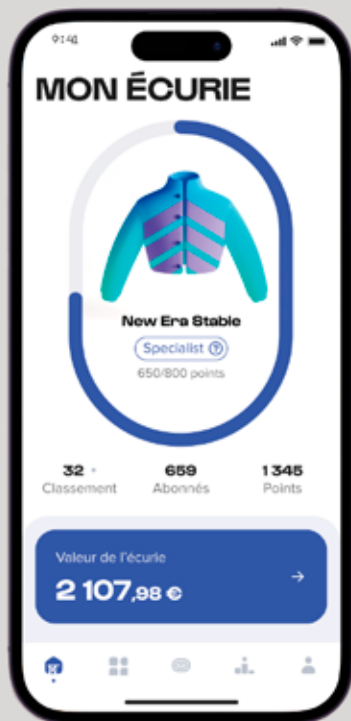 9:41
MON ÉCURIE
New Era Stable
Specialist ?
650/800 points
32 659 1 345
Classement Abonnés Points
Valeur de l'écurie
2 107,98 €